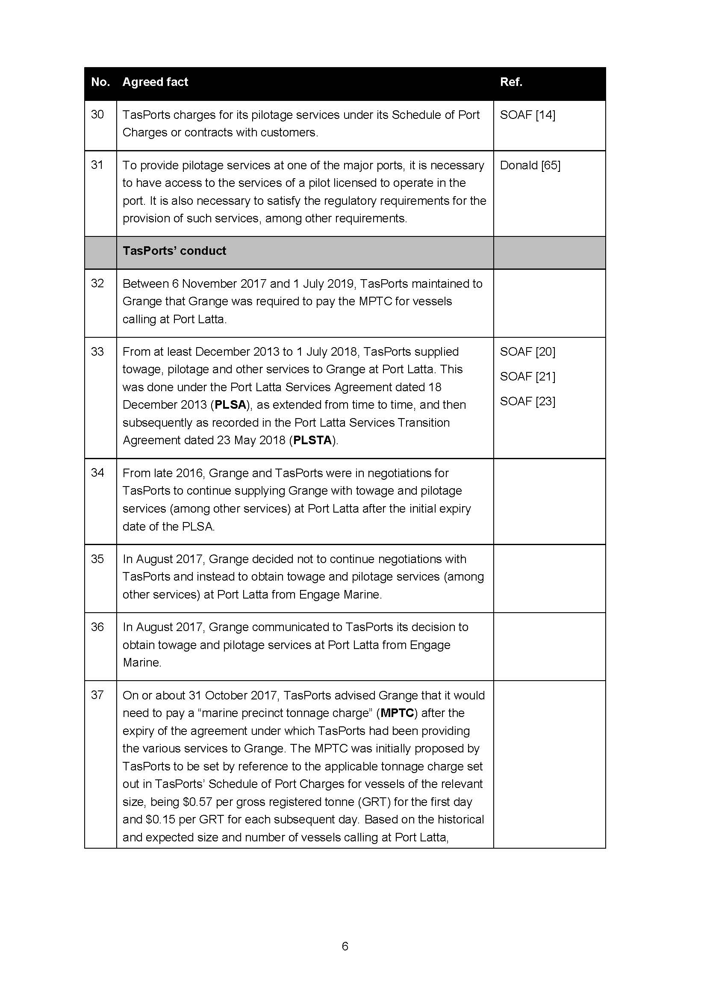 No. Agreed fact Ref.
30 TasPorts charges for its pilotage services under its Schedule of Port SOAF [14]
Charges or contracts with customers.
31 To provide pilotage services at one of the major ports, it is necessary Donald [65]
to have access to the services of a pilot licensed to operate in the
port. It is also necessary to satisfy the regulatory requirements for the
provision of such services, among other requirements.
TasPorts’ conduct
32 Between 6 November 2017 and 1 July 2019, TasPorts maintained to
Grange that Grange was required to pay the MPTC for vessels
calling at Port Latta.
33 From at least December 2013 to 1 July 2018, TasPorts supplied SOAF [20]
towage, pilotage and other services to Grange at Port Latta. This
SOAF [21]
was done under the Port Latta Services Agreement dated 18
December 2013 (PLSA), as extended from time to time, and then SOAF [23]
subsequently as recorded in the Port Latta Services Transition
Agreement dated 23 May 2018 (PLSTA).
34 From late 2016, Grange and TasPorts were in negotiations for
TasPorts to continue supplying Grange with towage and pilotage
services (among other services) at Port Latta after the initial expiry
date of the PLSA.
35 In August 2017, Grange decided not to continue negotiations with
TasPorts and instead to obtain towage and pilotage services (among
other services) at Port Latta from Engage Marine.
36 In August 2017, Grange communicated to TasPorts its decision to
obtain towage and pilotage services at Port Latta from Engage
Marine.
37 On or about 31 October 2017, TasPorts advised Grange that it would
need to pay a “marine precinct tonnage charge” (MPTC) after the
expiry of the agreement under which TasPorts had been providing
the various services to Grange. The MPTC was initially proposed by
TasPorts to be set by reference to the applicable tonnage charge set
out in TasPorts’ Schedule of Port Charges for vessels of the relevant
size, being $0.57 per gross registered tonne (GRT) for the first day
and $0.15 per GRT for each subsequent day. Based on the historical
and expected size and number of vessels calling at Port Latta,
6